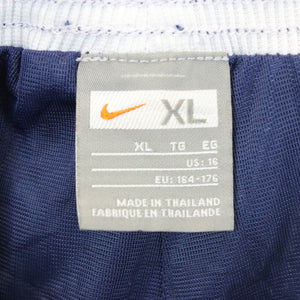 XL
XL TG EG
US: 16
EU: 164-176
MADE IN THAILAND
FABRIQUÉ EN THAILANDE